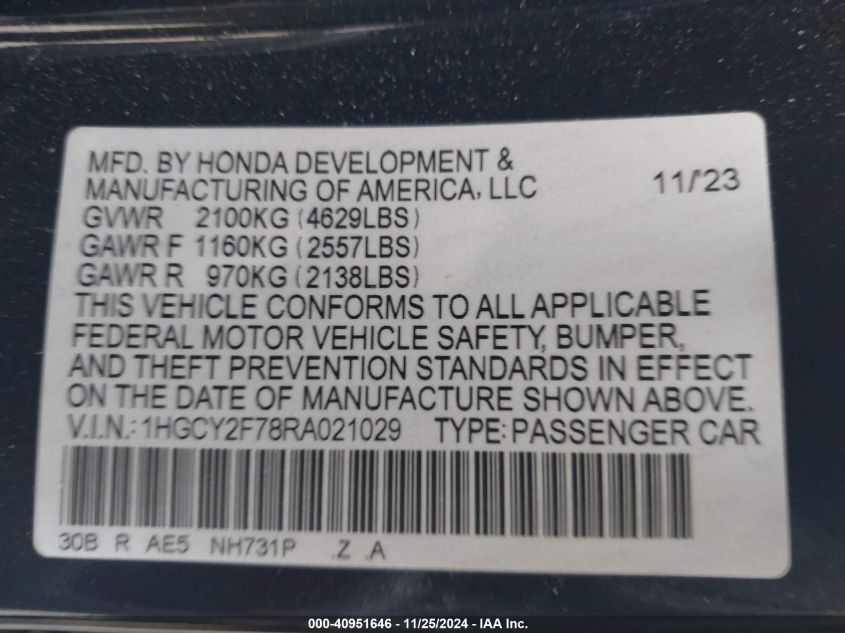 MFD. BY HONDA DEVELOPMENT &
MANUFACTURING OF AMERICA, LLC 11/'23
GVWR 2100KG (4629LBS)
GAWR F 1160KG (2557LBS)
GAWR R 970KG (2138LBS)
THIS VEHICLE CONFORMS TO ALL APPLICABLE
FEDERAL MOTOR VEHICLE SAFETY, BUMPER,
AND THEFT PREVENTION STANDARDS IN EFFECT
ON THE DATE OF MANUFACTURE SHOWN ABOVE.
V.I.N.: 1HGCY2F78RA021029 TYPE: PASSENGER CAR
30B R AE5 NH731P .Z .A
000-40951646 — 11/25/2024 - IAA Inc.